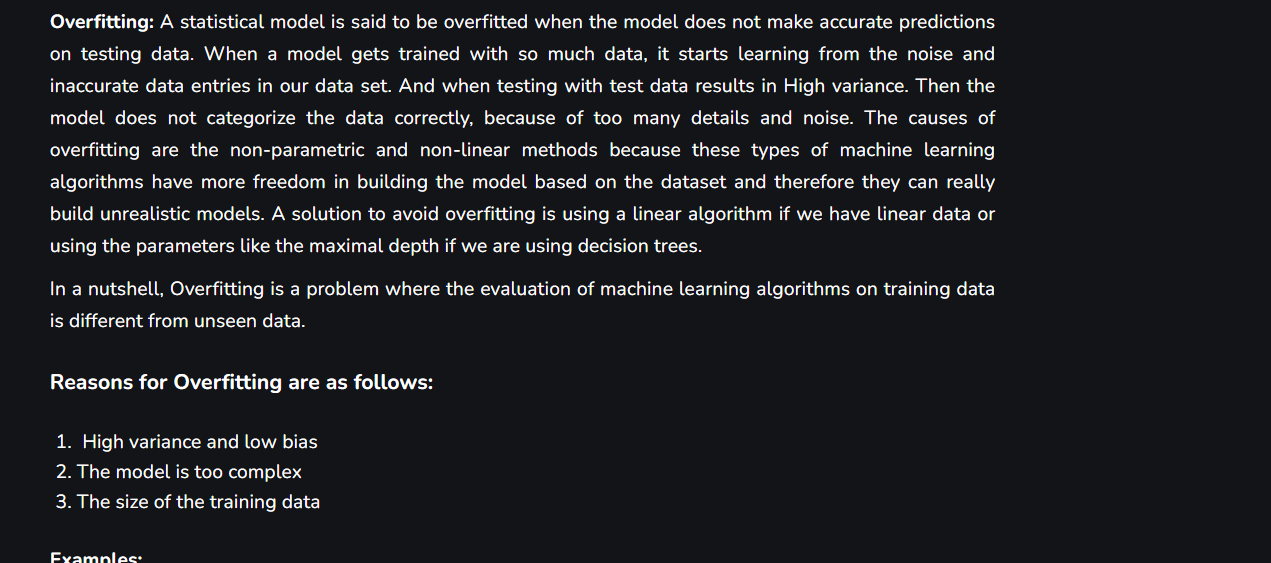 Overfitting: A statistical model is said to be overfitted when the model does not make accurate predictions
on testing data. When a model gets trained with so much data, it starts learning from the noise and
inaccurate data entries in our data set. And when testing with test data results in High variance. Then the
model does not categorize the data correctly, because of too many details and noise. The causes of
overfitting are the non-parametric and non-linear methods because these types of machine learning
algorithms have more freedom in building the model based on the dataset and therefore they can really
build unrealistic models. A solution to avoid overfitting is using a linear algorithm if we have linear data or
using the parameters like the maximal depth if we are using decision trees.
In a nutshell, Overfitting is a problem where the evaluation of machine learning algorithms on training data
is different from unseen data.
Reasons for Overfitting are as follows:
1. High variance and low bias
2. The model is too complex
3. The size of the training data
Examples: